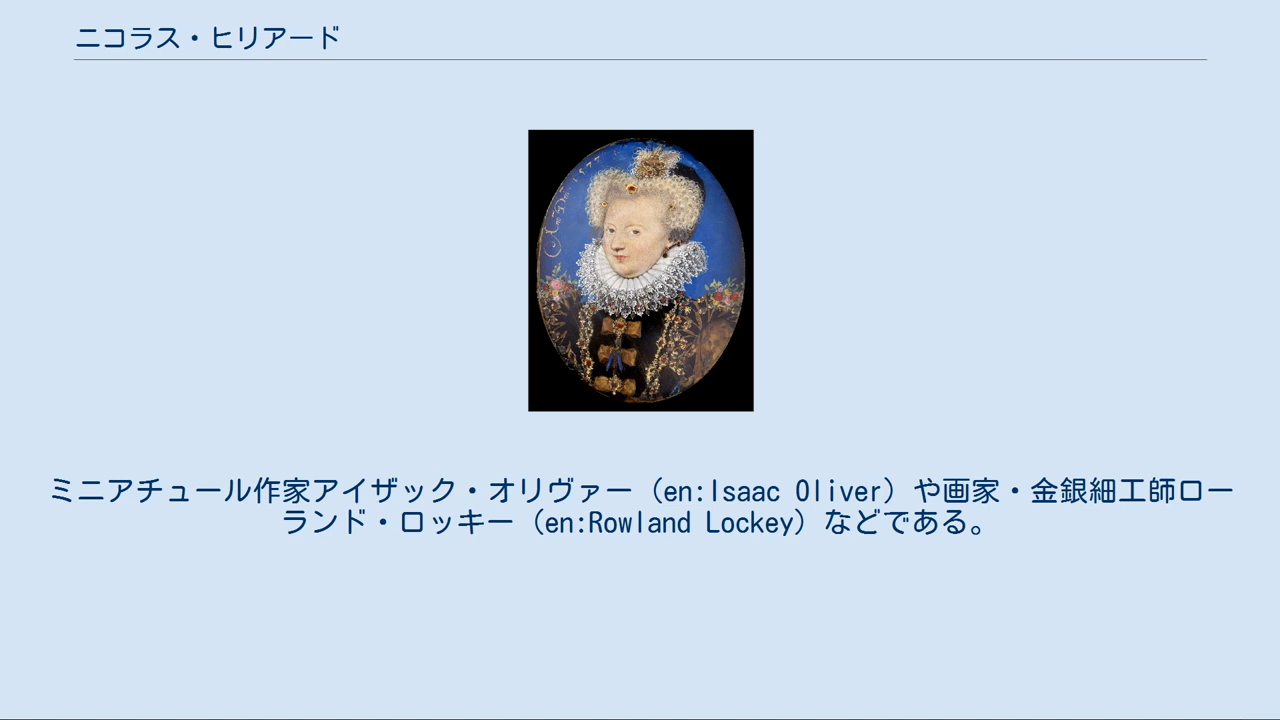 ニコラス・ヒリアード
ミニアチュール作家アイザック・オリヴァー（en:Isaac Oliver）や画家・金銀細工師ロー
ランド・ロッキー（en:Rowland Lockey）などである。